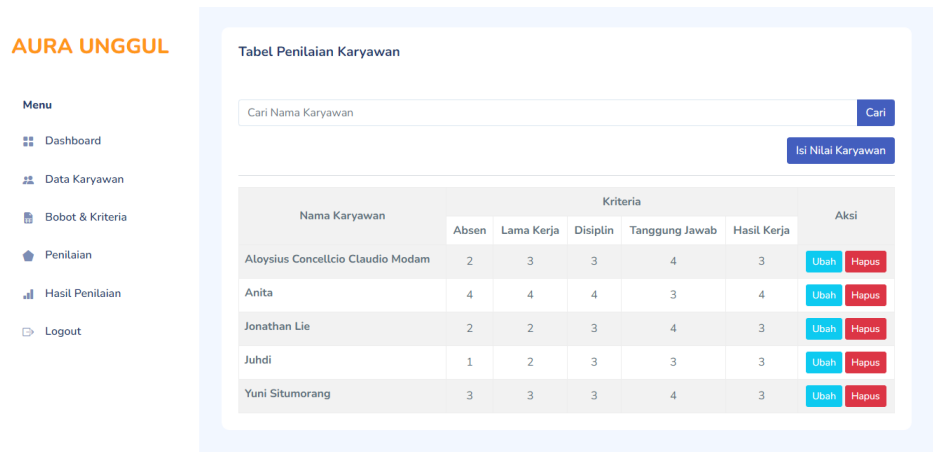 AURA UNGGUL
Menu
Dashboard
Data Karyawan
Bobot & Kriteria
Penilaian
Hasil Penilaian
Logout
Tabel Penilaian Karyawan
Cari Nama Karyawan Cari
Isi Nilai Karyawan
Nama Karyawan Kriteria Aksi
Absen Lama Kerja Disiplin Tanggung Jawab Hasil Kerja
Aloysius Concellcio Claudio Modam 2 3 3 4 3 Ubah Hapus
Anita 4 4 4 3 4 Ubah Hapus
Jonathan Lie 2 2 3 4 3 Ubah Hapus
Juhdi 1 2 3 3 3 Ubah Hapus
Yuni Situmorang 3 3 3 4 3 Ubah Hapus